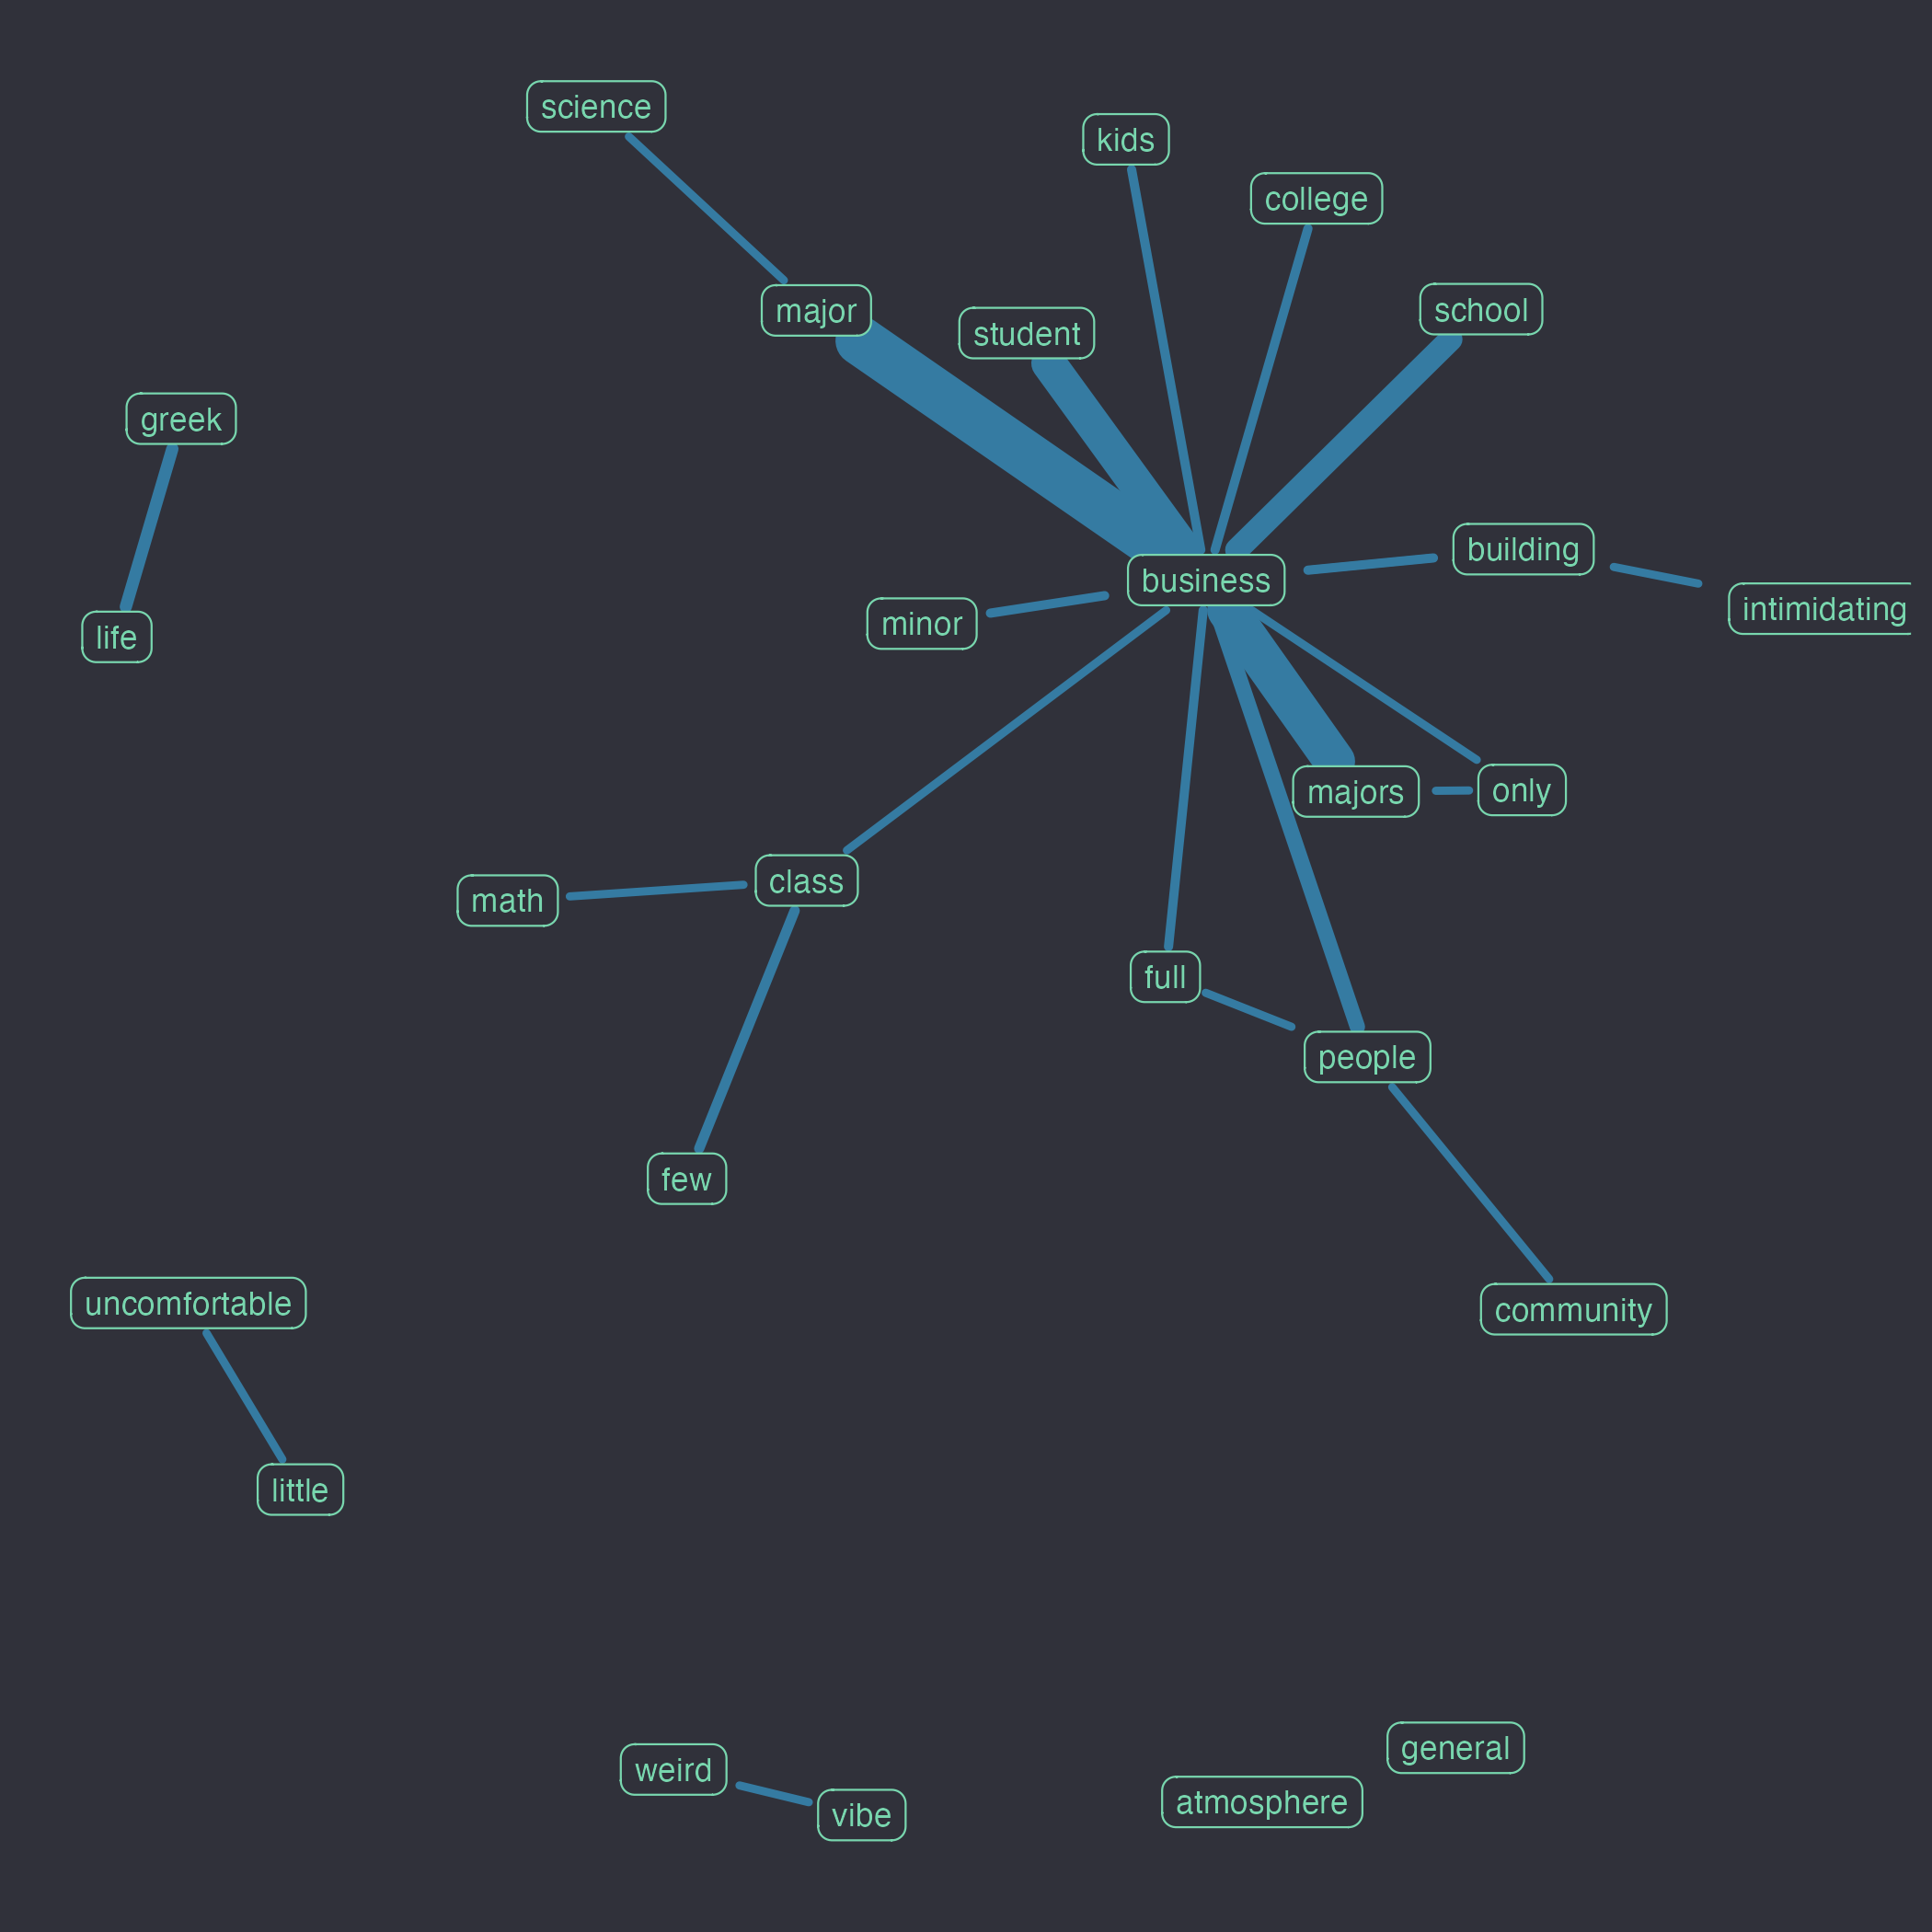 science
kids
college
major
student
school
greek
building
business
intimidating
minor
life
majors
only
class
math
full
people
few
uncomfortable
community
little
general
weird
atmosphere
vibe